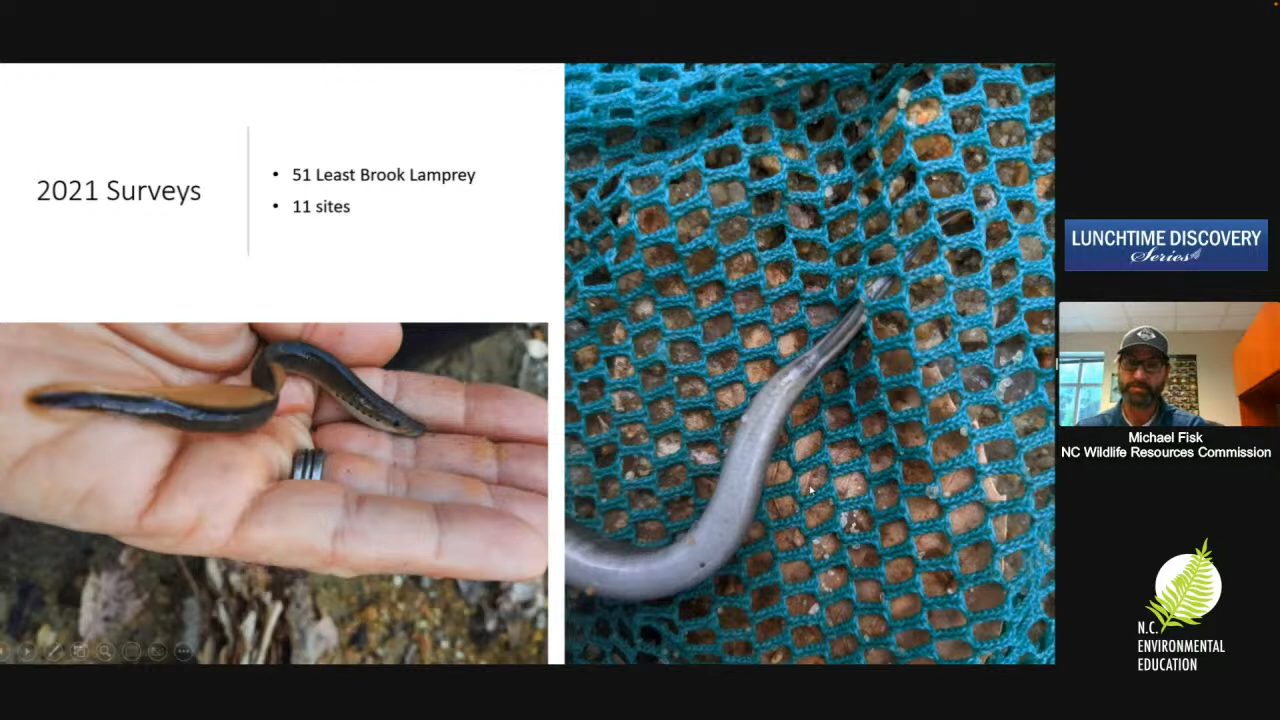 2021 Surveys
• 51 Least Brook Lamprey
• 11 sites
LUNCHTIME DISCOVERY
Series
Michael Fisk
NC Wildlife Resources Commission
N.C.
ENVIRONMENTAL
EDUCATION